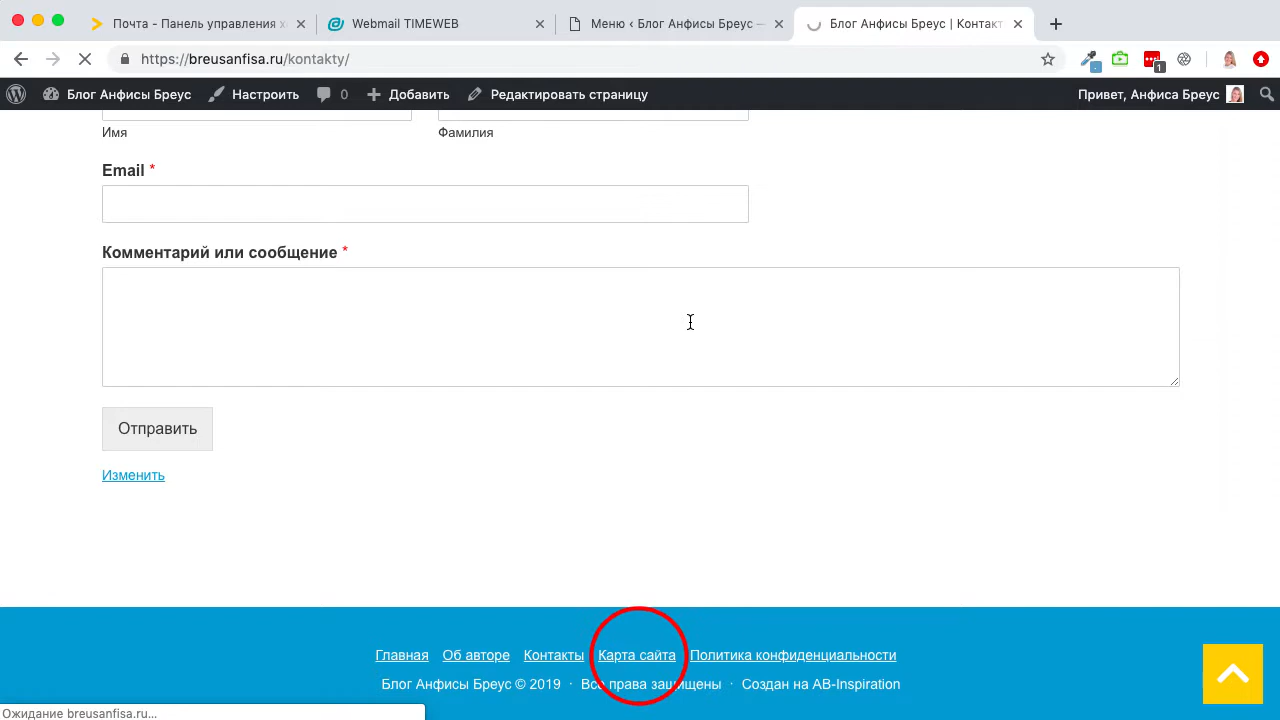 Почта - Панель управления х
Webmail TIMEWEB
Меню ‹ Блог Анфисы Бреус —
Блог Анфисы Бреус | Контакт
https://breusanfisa.ru/kontakty/
1
Блог Анфисы Бреус
Настроить
0
Добавить
Редактировать страницу
Привет, Анфиса Бреус
Имя
Фамилия
Email *
Комментарий или сообщение *
Отправить
Изменить
Главная Об авторе Контакты Карта сайта Политика конфиденциальности
Блог Анфисы Бреус © 2019 · Все права защищены · Создан на AB-Inspiration
Ожидание breusanfisa.ru...